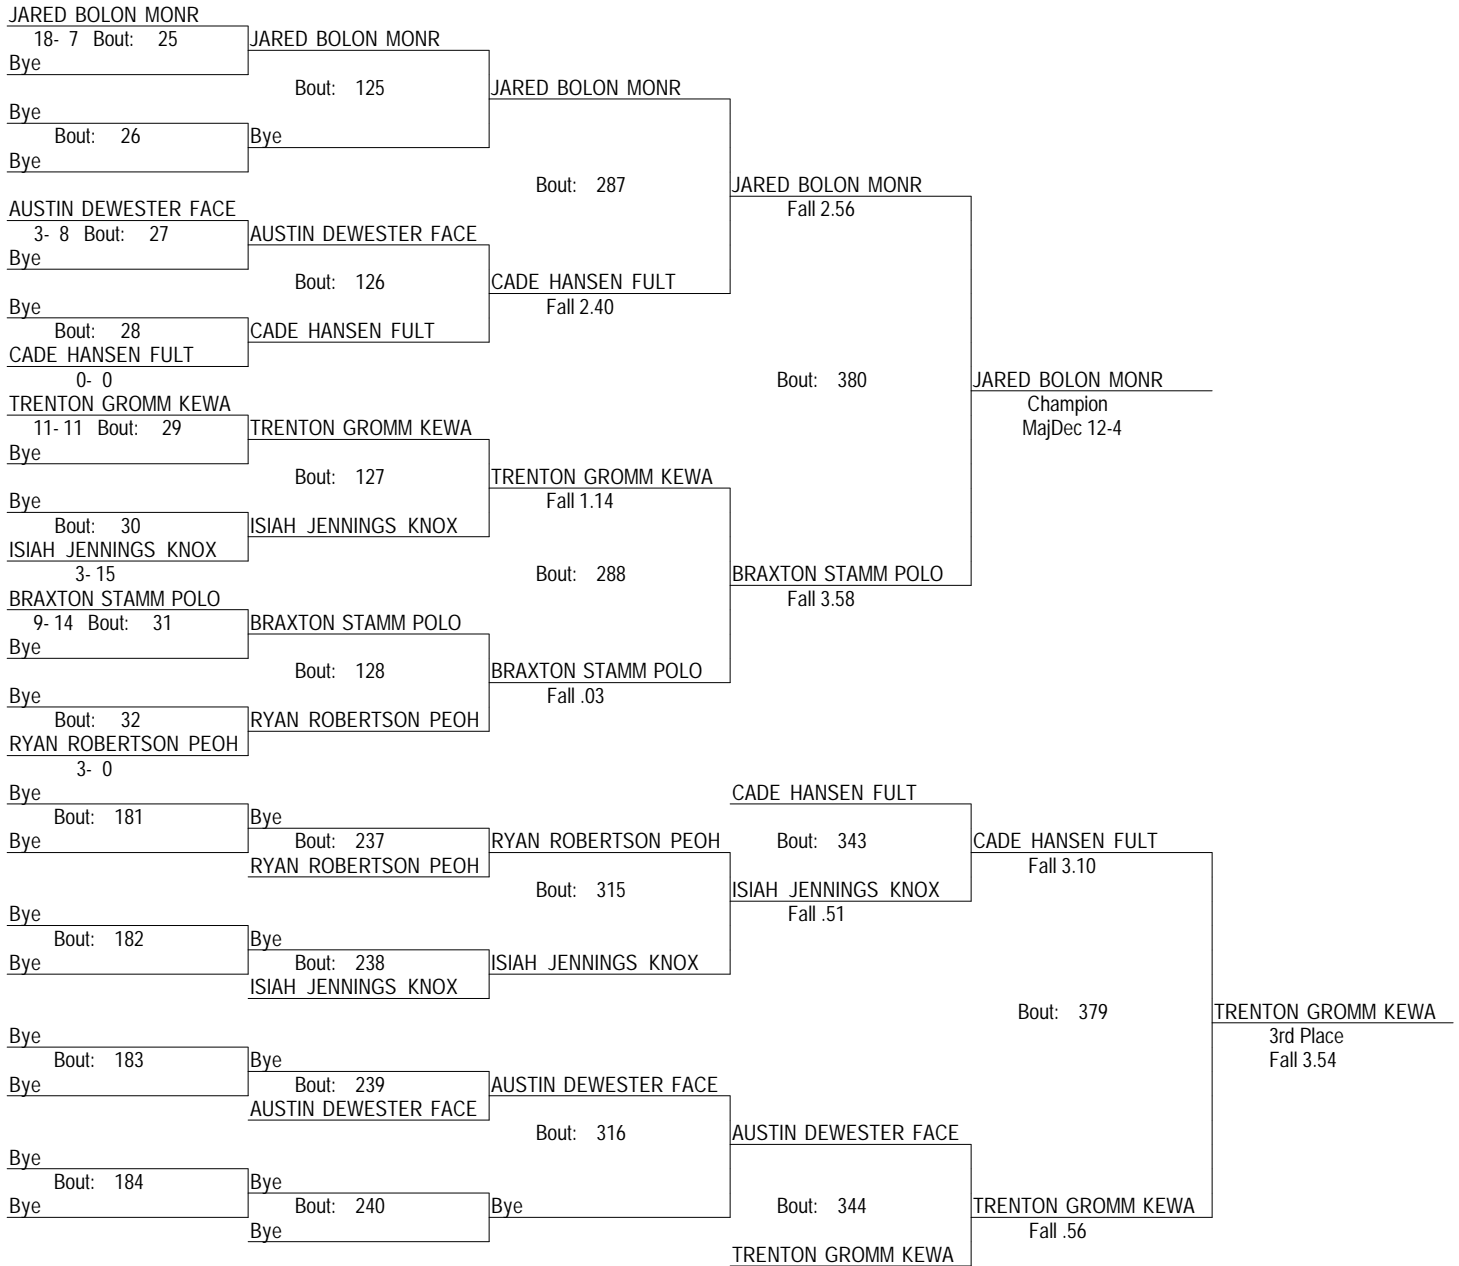 JARED BOLON MONR
18- 7 Bout: 25 JARED BOLON MONR
Bye
Bout: 125 JARED BOLON MONR
Bye
Bout: 26 Bye
Bye
Bout: 287 JARED BOLON MONR
AUSTIN DEWESTER FACE Fall 2.56
3- 8 Bout: 27 AUSTIN DEWESTER FACE
Bye
Bout: 126 CADE HANSEN FULT
Bye Fall 2.40
Bout: 28 CADE HANSEN FULT
CADE HANSEN FULT
0- 0 Bout: 380 JARED BOLON MONR
TRENTON GROMM KEWA Champion
11- 11 Bout: 29 TRENTON GROMM KEWA MajDec 12-4
Bye
Bout: 127 TRENTON GROMM KEWA
Bye Fall 1.14
Bout: 30 ISIAH JENNINGS KNOX
ISIAH JENNINGS KNOX
3- 15 Bout: 288 BRAXTON STAMM POLO
BRAXTON STAMM POLO Fall 3.58
9- 14 Bout: 31 BRAXTON STAMM POLO
Bye
Bout: 128 BRAXTON STAMM POLO
Bye Fall .03
Bout: 32 RYAN ROBERTSON PEOH
RYAN ROBERTSON PEOH
3- 0
Bye CADE HANSEN FULT
Bout: 181 Bye
Bye Bout: 237 RYAN ROBERTSON PEOH Bout: 343 CADE HANSEN FULT
RYAN ROBERTSON PEOH Fall 3.10
Bout: 315 ISIAH JENNINGS KNOX
Bye Fall .51
Bout: 182 Bye
Bye Bout: 238 ISIAH JENNINGS KNOX
ISIAH JENNINGS KNOX
Bout: 379 TRENTON GROMM KEWA
Bye 3rd Place
Bout: 183 Bye Fall 3.54
Bye Bout: 239 AUSTIN DEWESTER FACE
AUSTIN DEWESTER FACE
Bout: 316 AUSTIN DEWESTER FACE
Bye
Bout: 184 Bye
Bye Bout: 240 Bye Bout: 344 TRENTON GROMM KEWA
Bye Fall .56
TRENTON GROMM KEWA